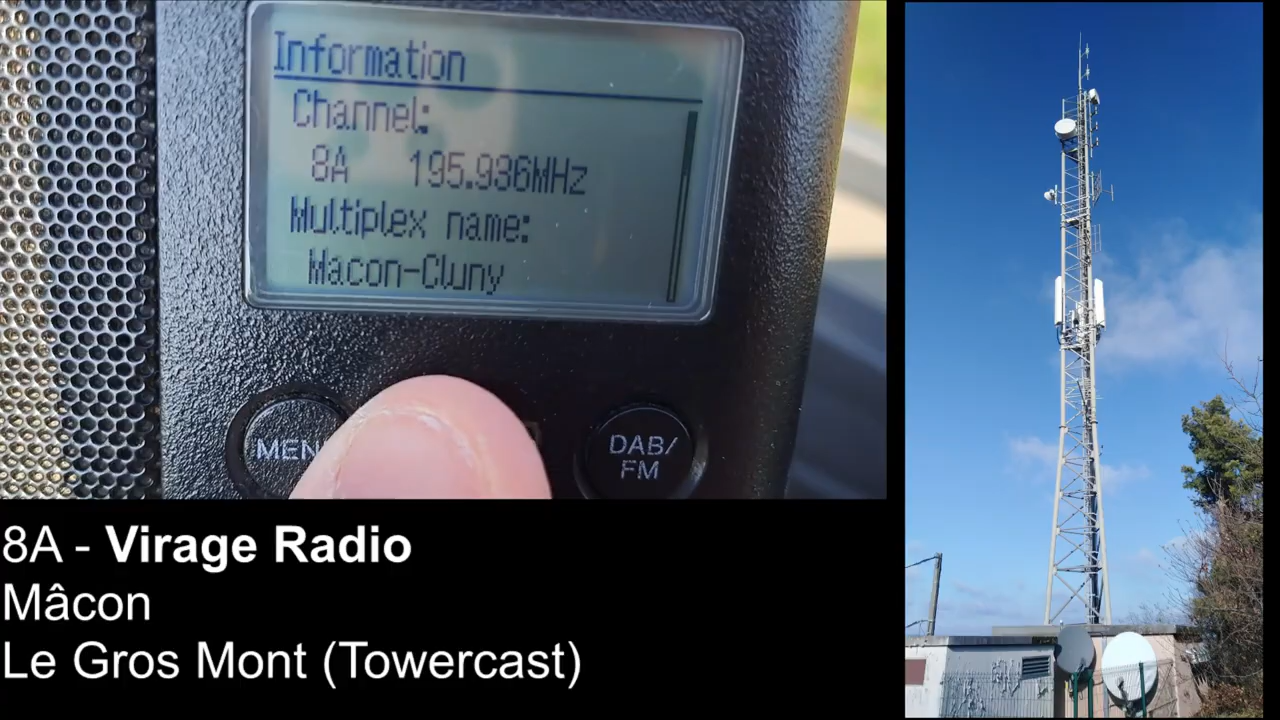 Information
Channel:
8A 195.936MHz
Multiplex name:
Macon-Cluny
MEN
DAB/
FM
8A - Virage Radio
Mâcon
Le Gros Mont (Towercast)